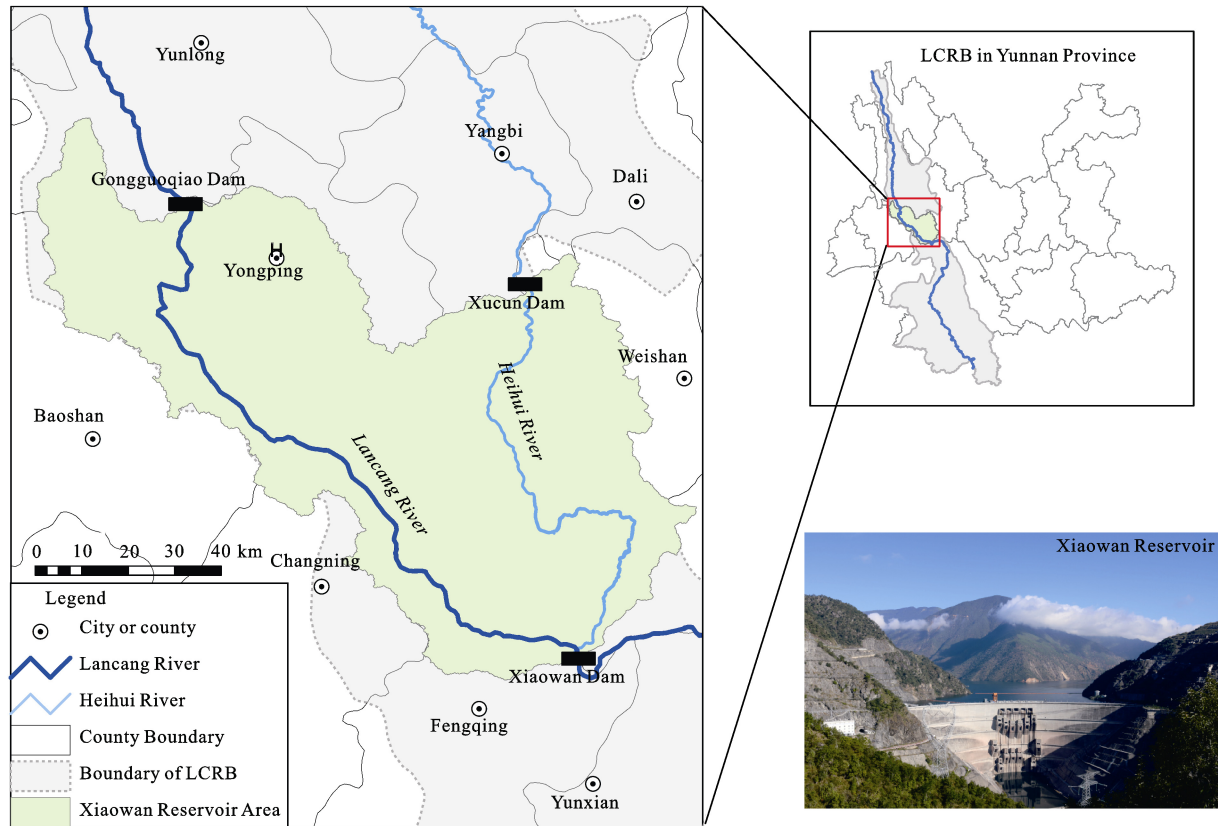 Yunlong
Yangbi
Gongguoqiao Dam
Dali
Yongping
Xucun Dam
Weishan
Heihui River
Baoshan
Lancang River
0 10 20 30 40 km
Changning
Legend
City or county
Lancang River
Heihui River
County Boundary
Boundary of LCRB
Xiaowan Reservoir Area
Xiaowan Dam
Fengqing
Yunxian
LCRB in Yunnan Province
Xiaowan Reservoir